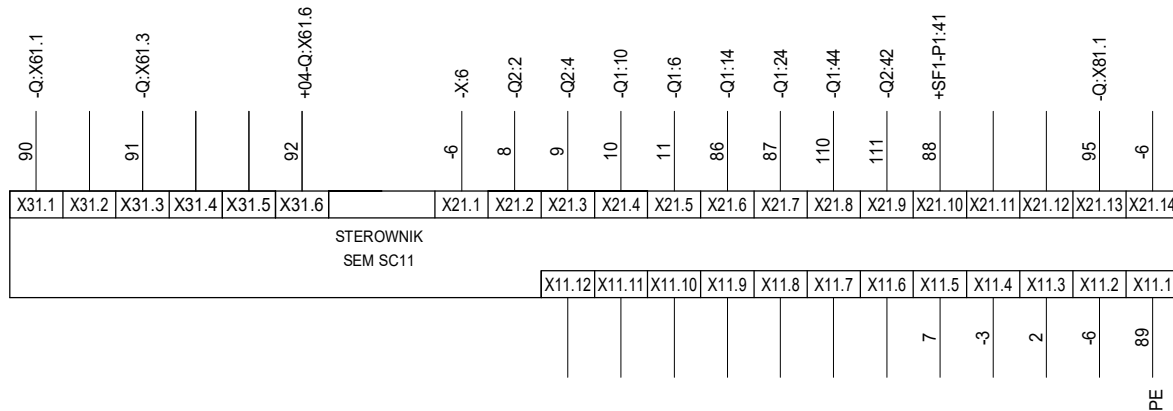 -Q:X61.1
-Q:X61.3
+04-Q:X61.6
-X:6
-Q2:2
-Q2:4
-Q1:10
-Q1:6
-Q1:14
-Q1:24
-Q1:44
-Q2:42
+SF1-P1:41
-Q:X81.1
90
91
92
-6
8
9
10
11
86
87
110
111
88
95
-6
X31.1 X31.2 X31.3 X31.4 X31.5 X31.6 X21.1 X21.2 X21.3 X21.4 X21.5 X21.6 X21.7 X21.8 X21.9 X21.10 X21.11 X21.12 X21.13 X21.14
STEROWNIK
SEM SC11
X11.12 X11.11 X11.10 X11.9 X11.8 X11.7 X11.6 X11.5 X11.4 X11.3 X11.2 X11.1
7
-3
2
-6
89
PE